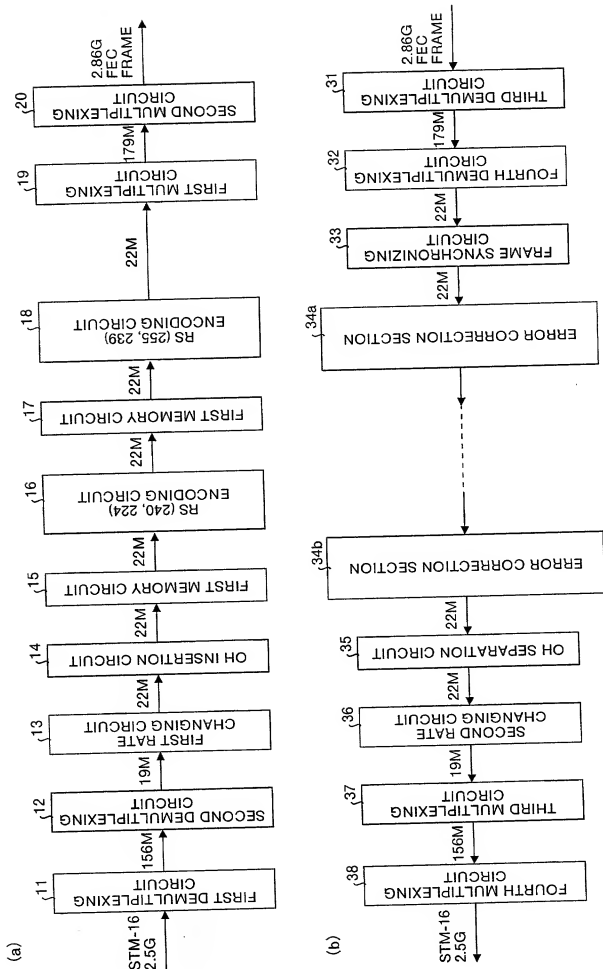 (a)
STM-16
2.5G
11
FIRST DEMULTIPLEXING
CIRCUIT
156M
12
SECOND DEMULTIPLEXING
CIRCUIT
19M
13
FIRST RATE
CHANGING CIRCUIT
22M
14
OH INSERTION CIRCUIT
22M
15
FIRST MEMORY CIRCUIT
22M
16
RS (240, 224)
ENCODING CIRCUIT
22M
17
FIRST MEMORY CIRCUIT
22M
18
RS (255, 239)
ENCODING CIRCUIT
22M
19
FIRST MULTIPLEXING
CIRCUIT
179M
20
SECOND MULTIPLEXING
CIRCUIT
2.86G
FEC
FRAME
(b)
2.86G
FEC
FRAME
31
THIRD DEMULTIPLEXING
CIRCUIT
179M
32
FOURTH DEMULTIPLEXING
CIRCUIT
22M
33
FRAME SYNCHRONIZING
CIRCUIT
22M
34a
ERROR CORRECTION SECTION
34b
ERROR CORRECTION SECTION
22M
35
OH SEPARATION CIRCUIT
22M
36
SECOND RATE
CHANGING CIRCUIT
19M
37
THIRD MULTIPLEXING
CIRCUIT
156M
38
FOURTH MULTIPLEXING
CIRCUIT
STM-16
2.5G